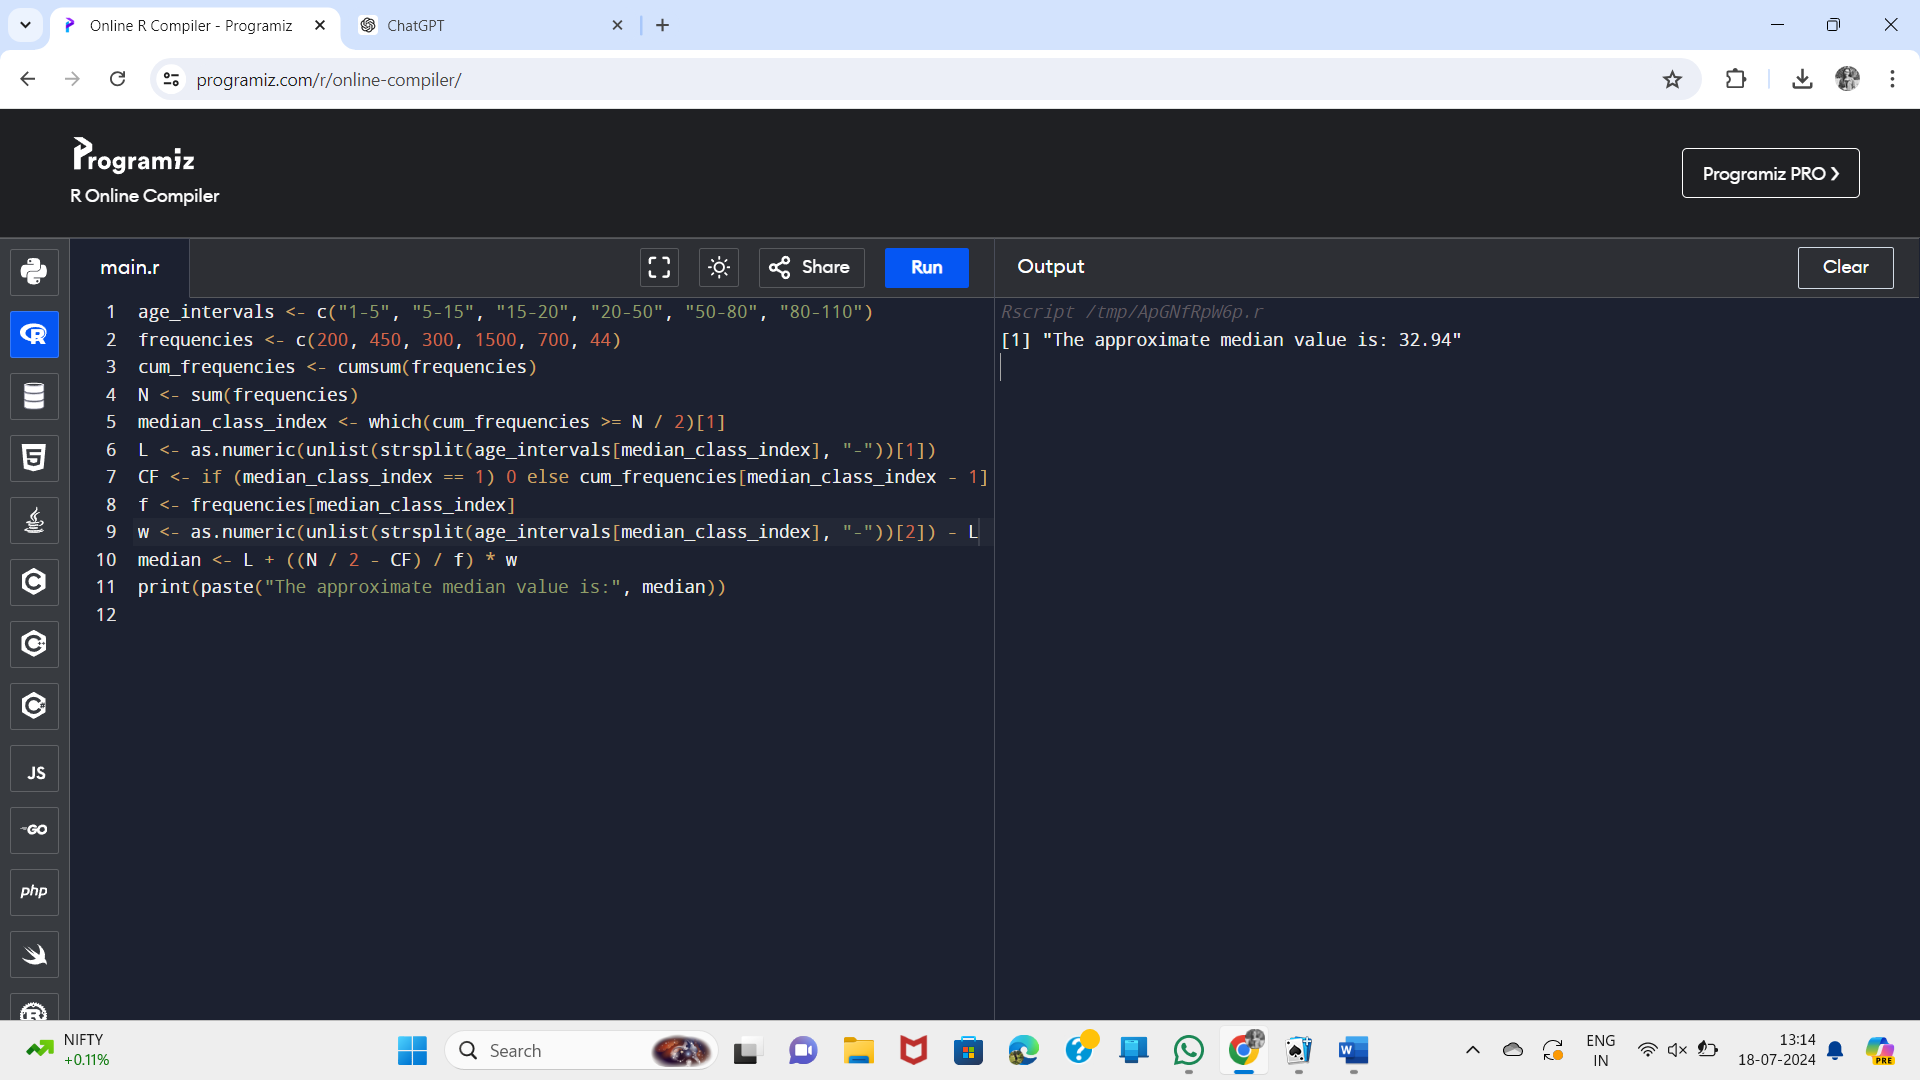 Online R Compiler - Programiz
ChatGPT
programiz.com/r/online-compiler/
Programiz
R Online Compiler
Programiz PRO ❯
main.r
Share
Run
Output
Clear
1 age_intervals <- c("1-5", "5-15", "15-20", "20-50", "50-80", "80-110")
2 frequencies <- c(200, 450, 300, 1500, 700, 44)
3 cum_frequencies <- cumsum(frequencies)
4 N <- sum(frequencies)
5 median_class_index <- which(cum_frequencies >= N / 2)[1]
6 L <- as.numeric(unlist(strsplit(age_intervals[median_class_index], "-"))[1])
7 CF <- if (median_class_index == 1) 0 else cum_frequencies[median_class_index - 1]
8 f <- frequencies[median_class_index]
9 w <- as.numeric(unlist(strsplit(age_intervals[median_class_index], "-"))[2]) - L
10 median <- L + ((N / 2 - CF) / f) * w
11 print(paste("The approximate median value is:", median))
12
Rscript /tmp/ApGNfRpW6p.r
[1] "The approximate median value is: 32.94"
JS
GO
php
NIFTY
+0.11%
Search
ENG
IN
13:14
18-07-2024
PRE